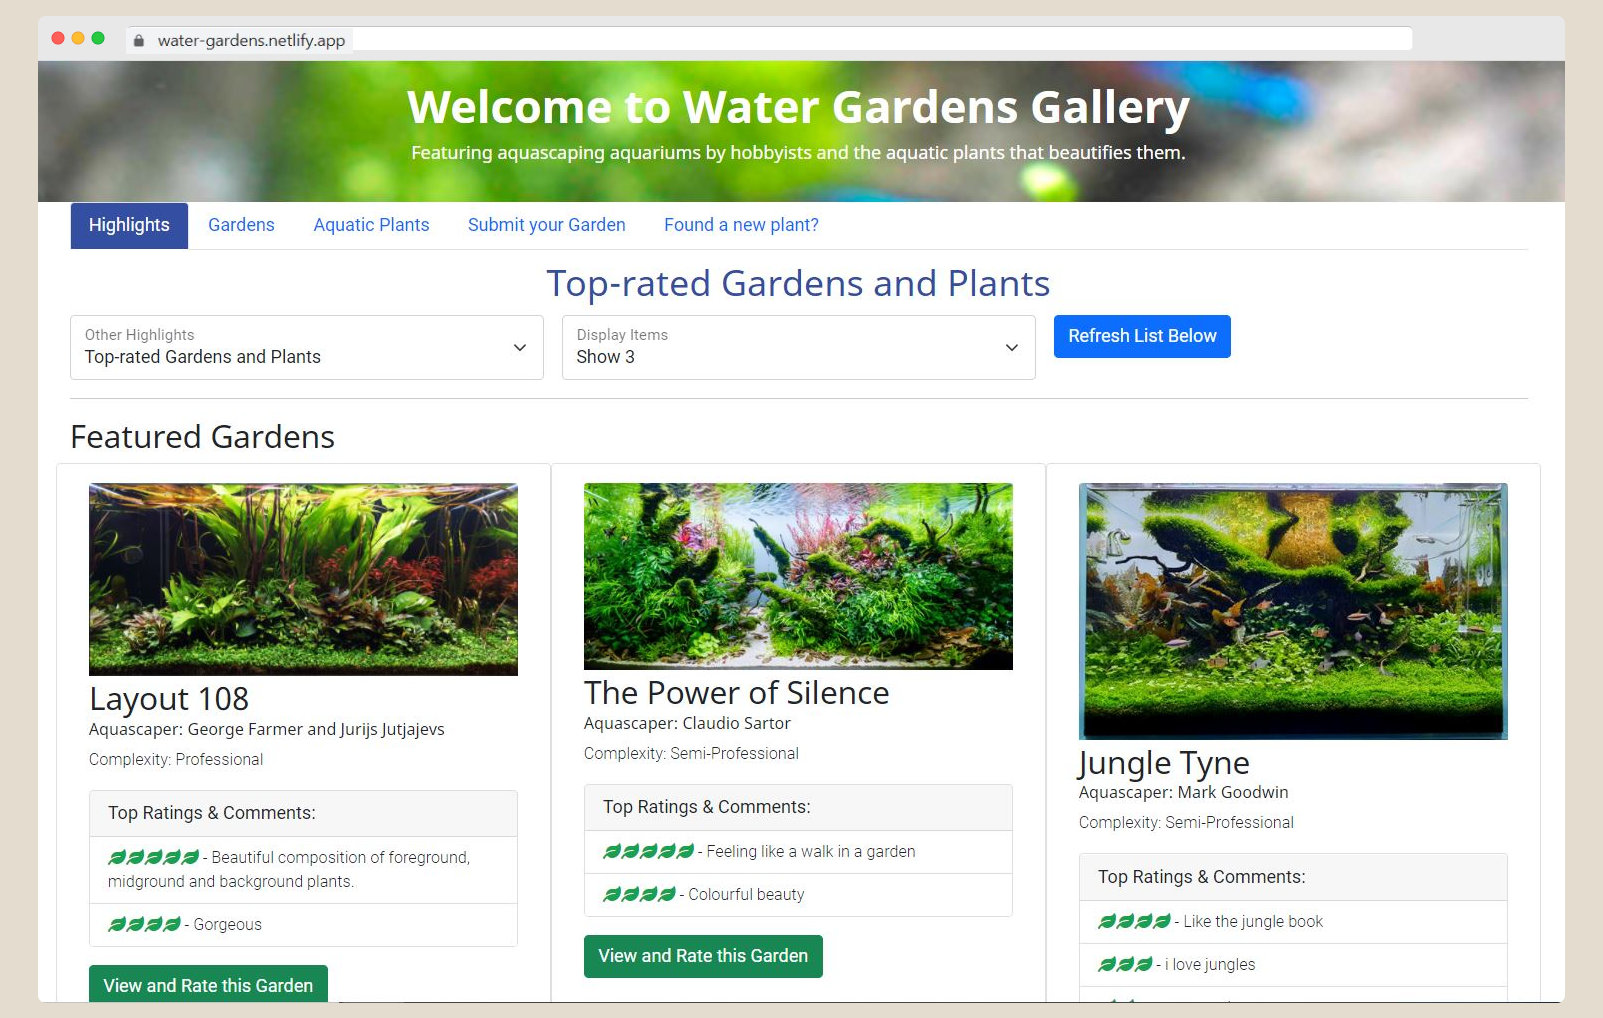 water-gardens.netlify.app
Welcome to Water Gardens Gallery
Featuring aquascaping aquariums by hobbyists and the aquatic plants that beautifies them.
Highlights
Gardens
Aquatic Plants
Submit your Garden
Found a new plant?
Top-rated Gardens and Plants
Other Highlights
Top-rated Gardens and Plants
Display Items
Show 3
Refresh List Below
Featured Gardens
Layout 108
Aquascaper: George Farmer and Jurijs Jutjajevs
Complexity: Professional
Top Ratings & Comments:
- Beautiful composition of foreground,
midground and background plants.
- Gorgeous
View and Rate this Garden
The Power of Silence
Aquascaper: Claudio Sartor
Complexity: Semi-Professional
Top Ratings & Comments:
- Feeling like a walk in a garden
- Colourful beauty
View and Rate this Garden
Jungle Tyne
Aquascaper: Mark Goodwin
Complexity: Semi-Professional
Top Ratings & Comments:
- Like the jungle book
- i love jungles